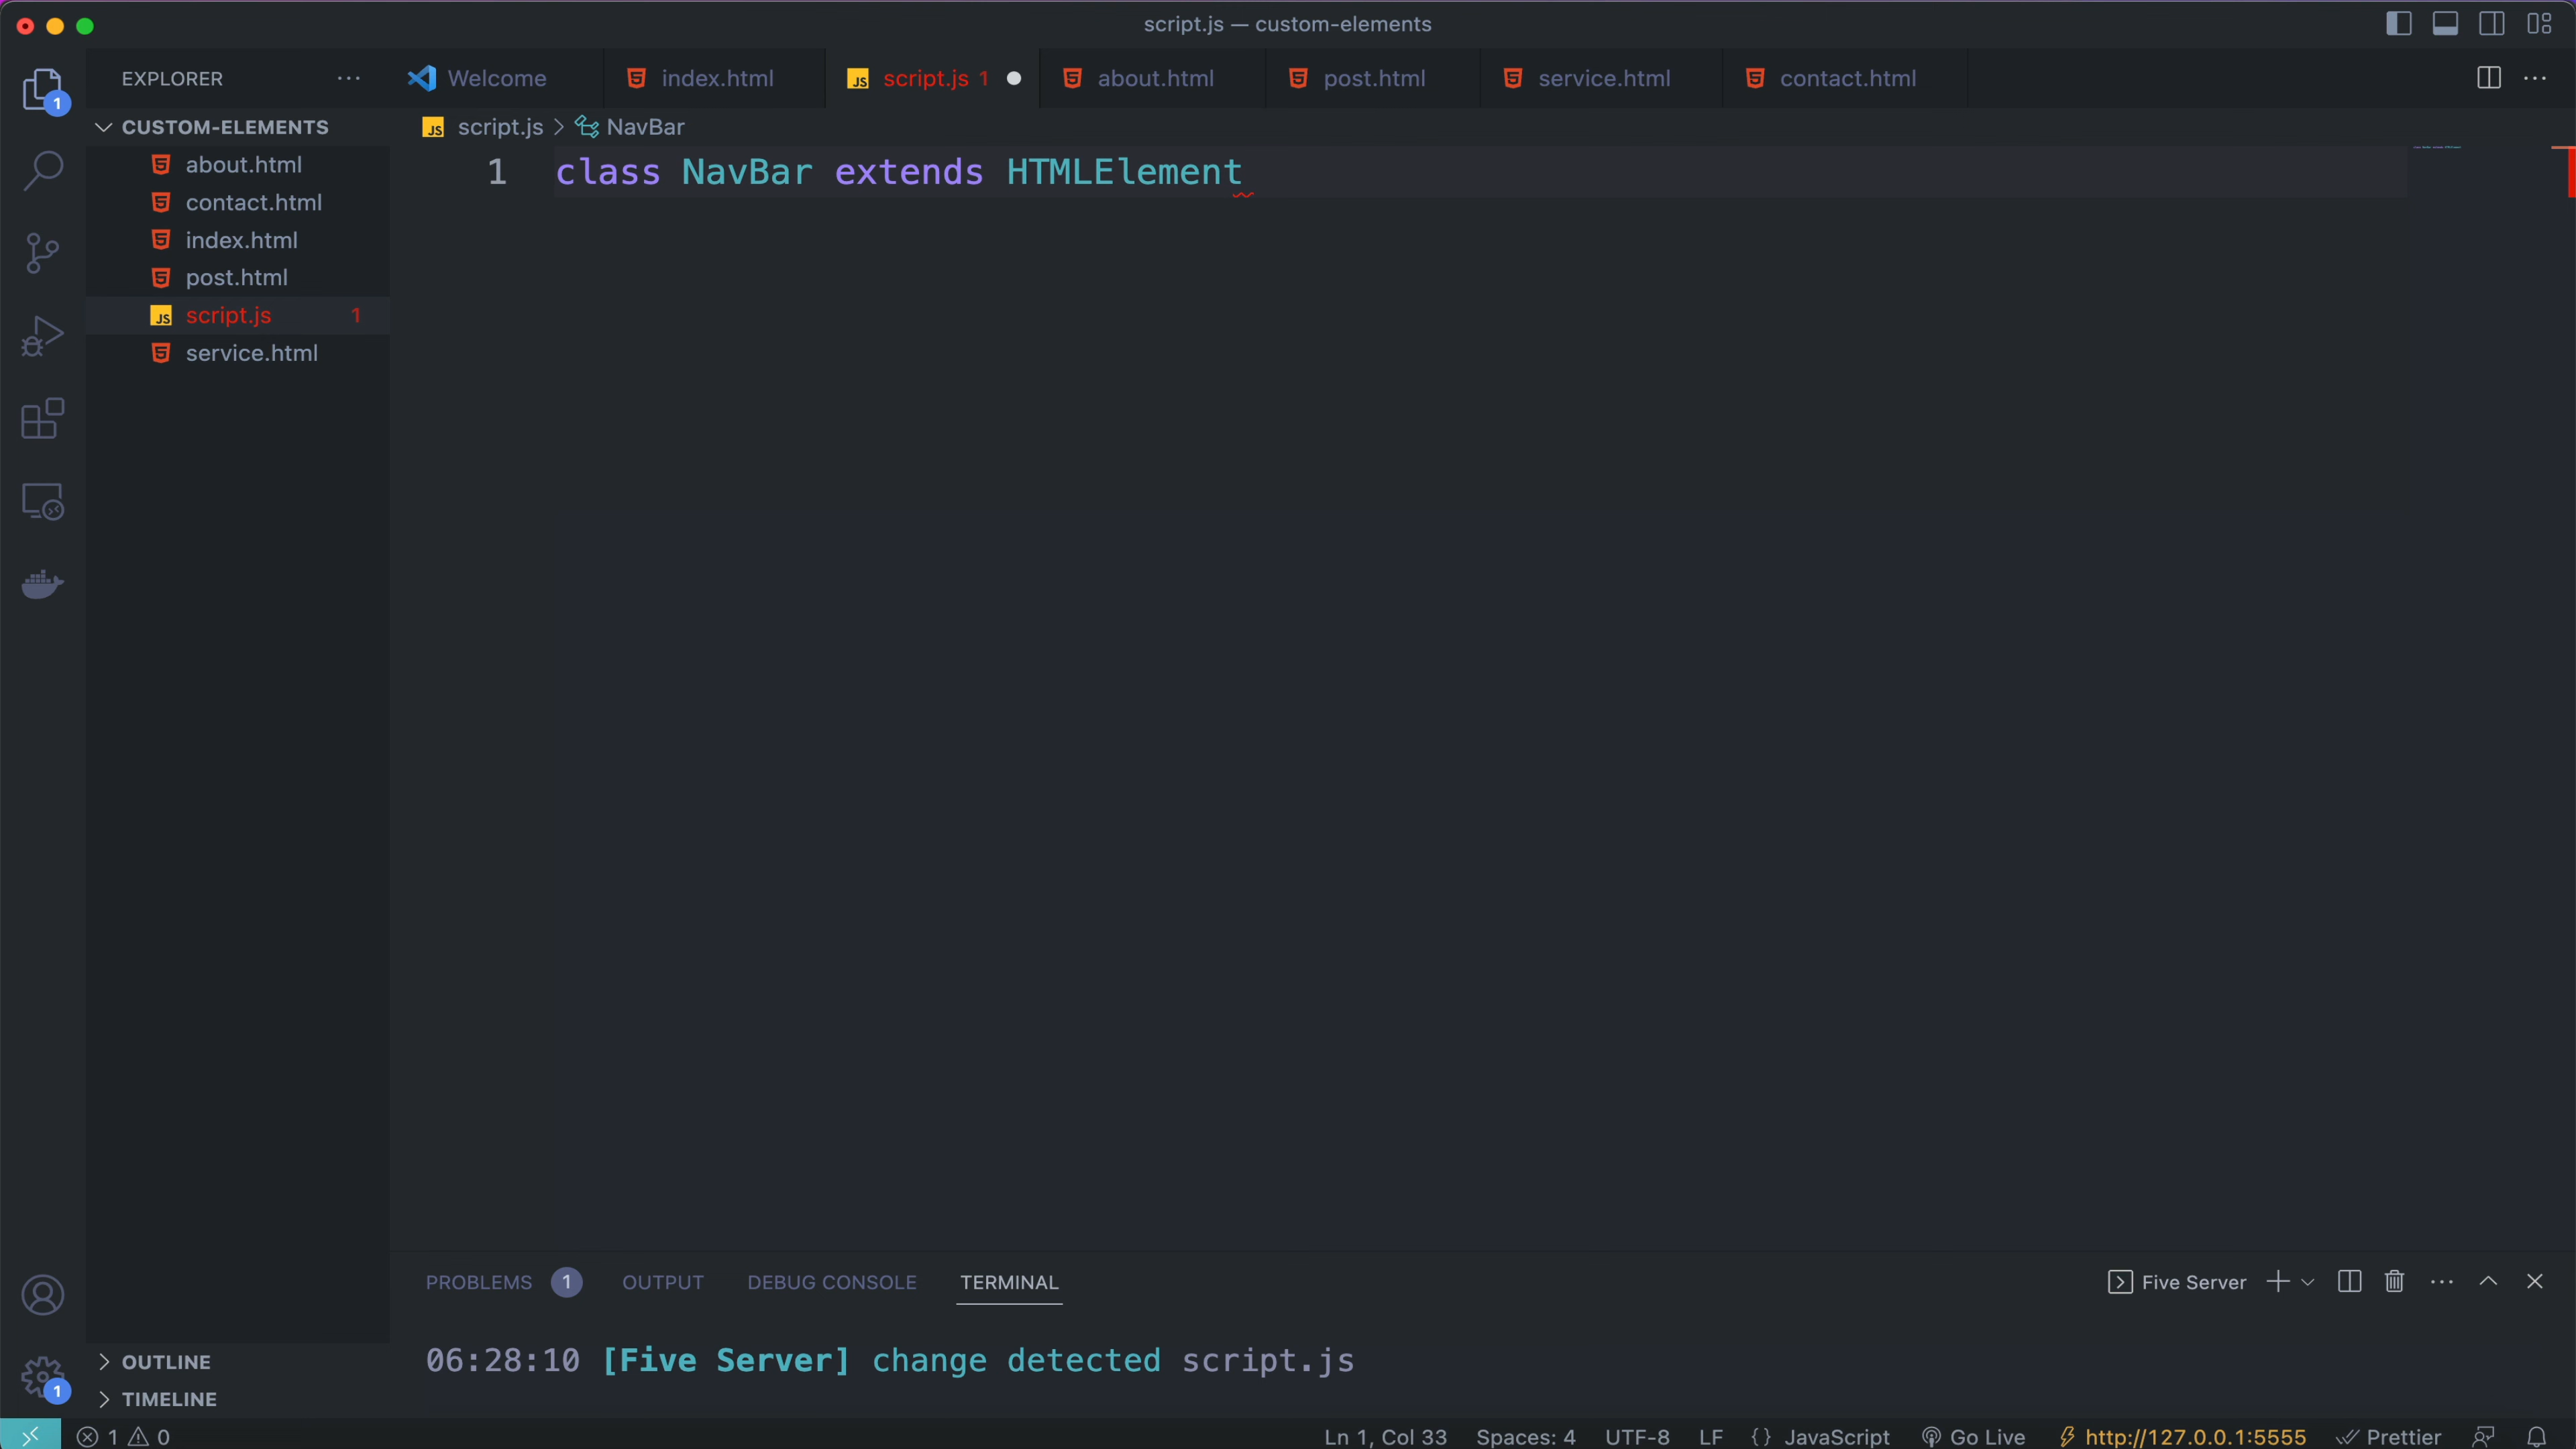 script.js — custom-elements
EXPLORER
Welcome
index.html
script.js 1
about.html
post.html
service.html
contact.html
1
CUSTOM-ELEMENTS
script.js > NavBar
about.html
contact.html
index.html
post.html
script.js 1
service.html
1 class NavBar extends HTMLElement
PROBLEMS 1
OUTPUT
DEBUG CONSOLE
TERMINAL
Five Server
06:28:10 [Five Server] change detected script.js
OUTLINE
TIMELINE
1
1 0
Ln 1, Col 33
Spaces: 4
UTF-8
LF
{} JavaScript
Go Live
http://127.0.0.1:5555
Prettier